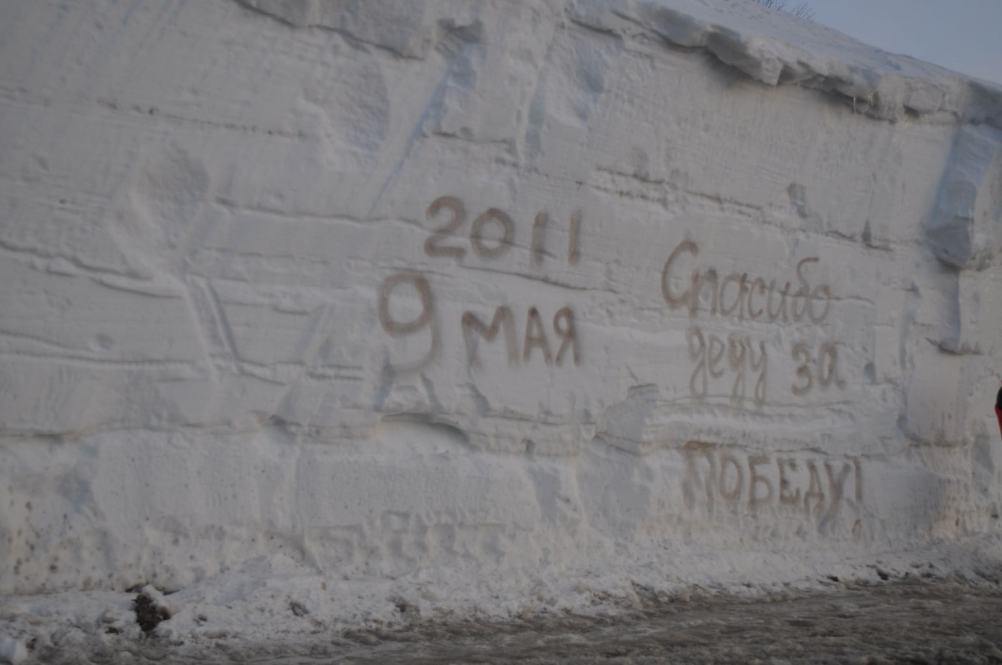 2011
9 МАЯ
Спасибо
деду за
ПОБЕДУ!